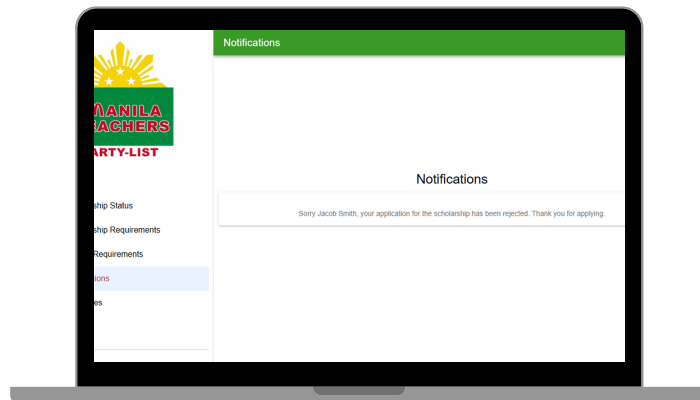 Notifications
MANILA
TEACHERS
PARTY-LIST
ship Status
ship Requirements
Requirements
ions
es
Notifications
Sorry Jacob Smith, your application for the scholarship has been rejected. Thank you for applying.